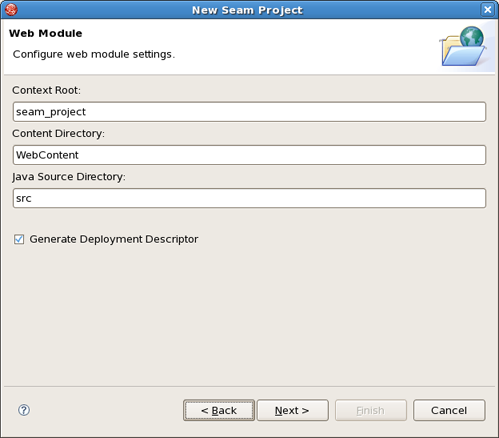 New Seam Project
Web Module
Configure web module settings.
Context Root:
seam_project
Content Directory:
WebContent
Java Source Directory:
src
Generate Deployment Descriptor
? < Back Next > Finish Cancel